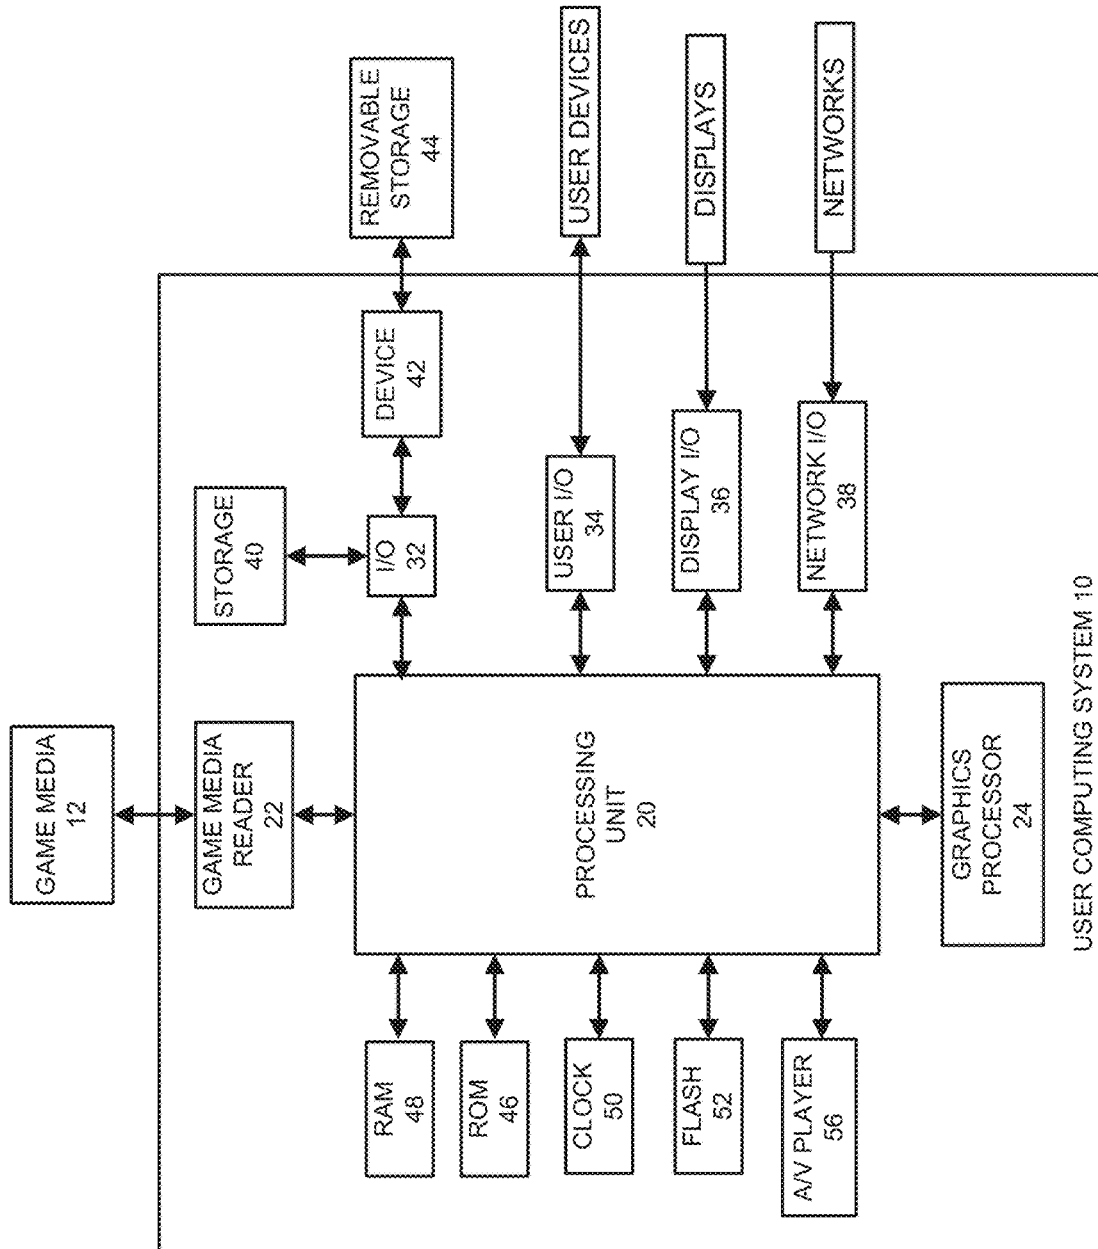 GAME MEDIA
12
GAME MEDIA
READER
22
STORAGE
40
RAM
48
ROM
46
CLOCK
50
FLASH
52
A/V PLAYER
56
PROCESSING
UNIT
20
GRAPHICS
PROCESSOR
24
I/O
32
DEVICE
42
REMOVABLE
STORAGE
44
USER I/O
34
USER DEVICES
DISPLAY I/O
36
DISPLAYS
NETWORK I/O
38
NETWORKS
USER COMPUTING SYSTEM 10